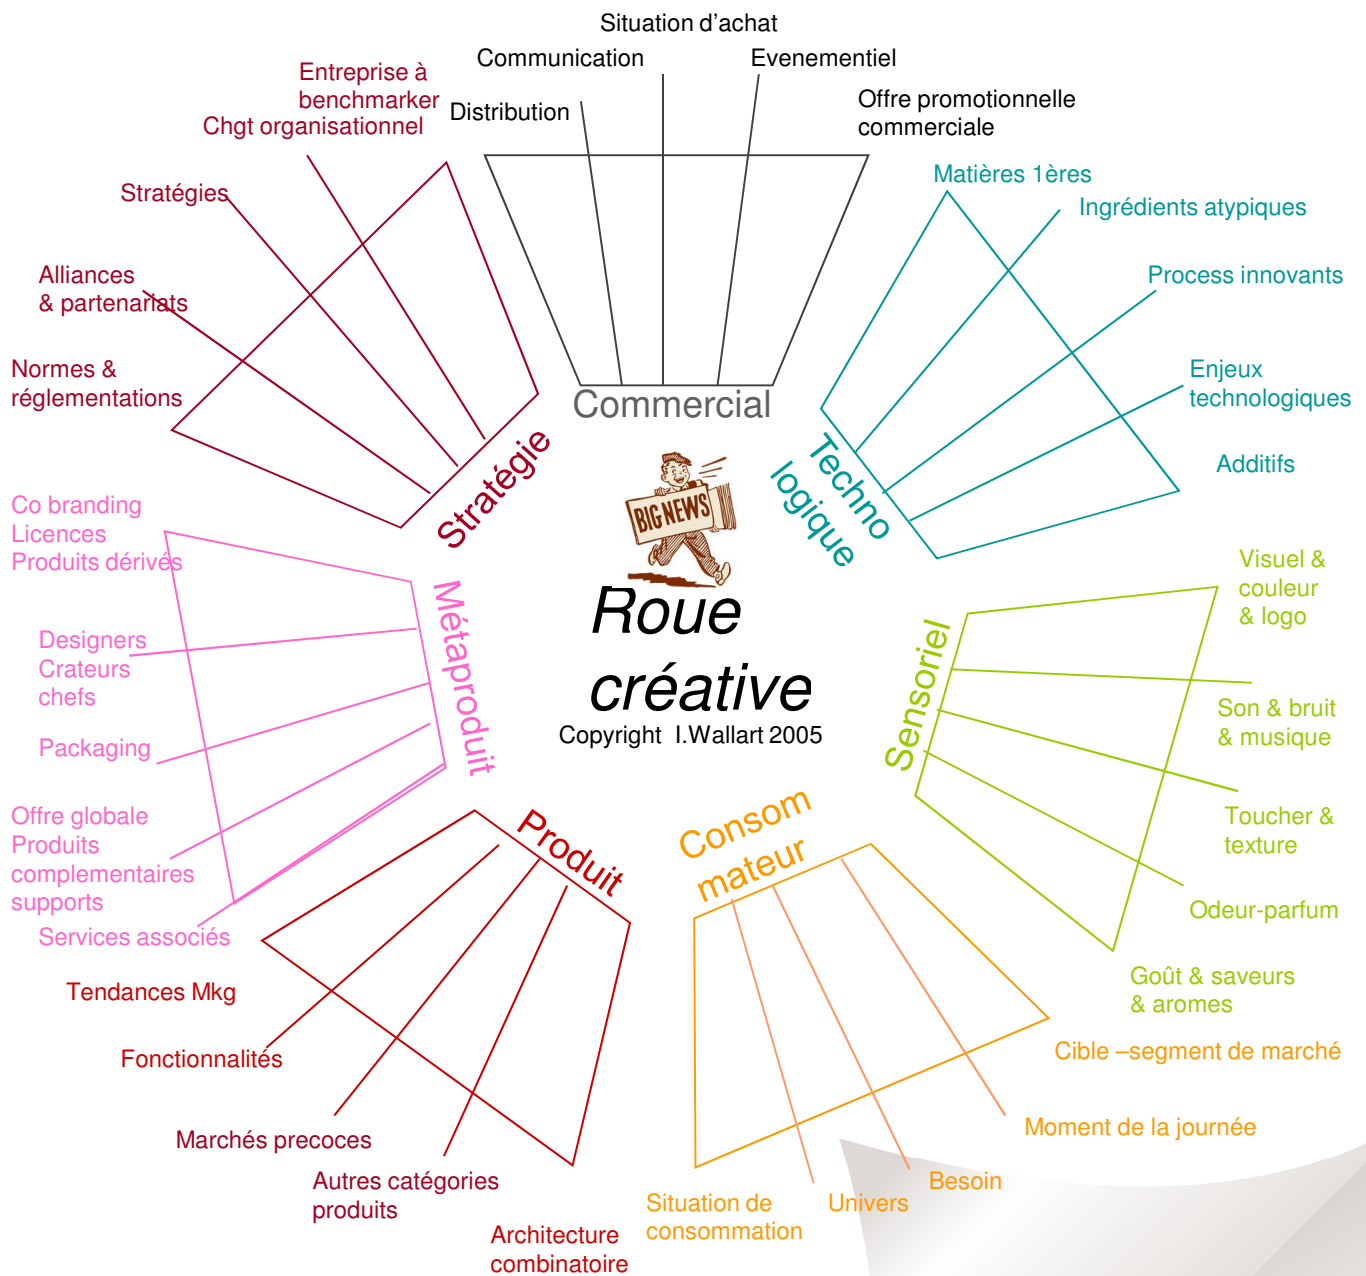 Situation d'achat
Communication
Evenementiel
Distribution
Offre promotionnelle
commerciale
Commercial
Matières 1ères
Ingrédients atypiques
Process innovants
Enjeux
technologiques
Additifs
Techno
logique
Visuel &
couleur
& logo
Son & bruit
& musique
Toucher &
texture
Odeur-parfum
Goût & saveurs
& aromes
Sensoriel
Cible –segment de marché
Moment de la journée
Besoin
Univers
Situation de
consommation
Consom
mateur
Architecture
combinatoire
Autres catégories
produits
Marchés precoces
Fonctionnalités
Tendances Mkg
Produit
Services associés
Offre globale
Produits
complementaires
supports
Packaging
Designers
Crateurs
chefs
Co branding
Licences
Produits dérivés
Métaproduit
Normes &
réglementations
Alliances
& partenariats
Stratégies
Chgt organisationnel
Entreprise à
benchmarker
Stratégie
BIG NEWS
Roue
créative
Copyright I.Wallart 2005